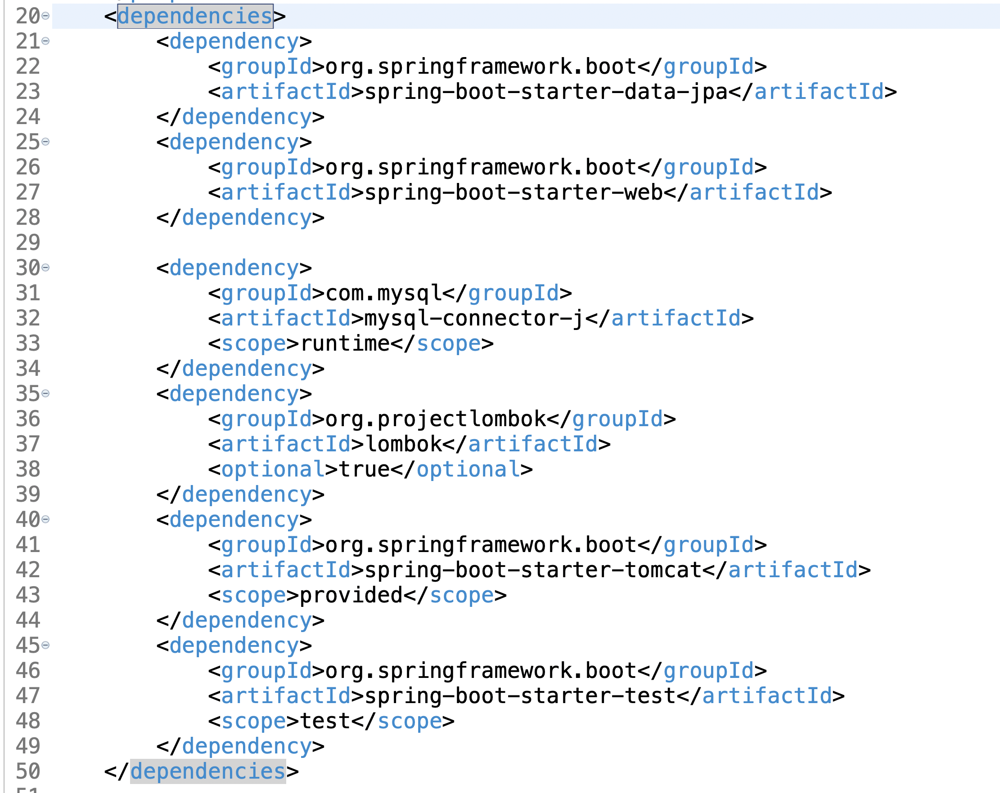 20 <dependencies>
21 <dependency>
22 <groupId>org.springframework.boot</groupId>
23 <artifactId>spring-boot-starter-data-jpa</artifactId>
24 </dependency>
25 <dependency>
26 <groupId>org.springframework.boot</groupId>
27 <artifactId>spring-boot-starter-web</artifactId>
28 </dependency>
29
30 <dependency>
31 <groupId>com.mysql</groupId>
32 <artifactId>mysql-connector-j</artifactId>
33 <scope>runtime</scope>
34 </dependency>
35 <dependency>
36 <groupId>org.projectlombok</groupId>
37 <artifactId>lombok</artifactId>
38 <optional>true</optional>
39 </dependency>
40 <dependency>
41 <groupId>org.springframework.boot</groupId>
42 <artifactId>spring-boot-starter-tomcat</artifactId>
43 <scope>provided</scope>
44 </dependency>
45 <dependency>
46 <groupId>org.springframework.boot</groupId>
47 <artifactId>spring-boot-starter-test</artifactId>
48 <scope>test</scope>
49 </dependency>
50 </dependencies>